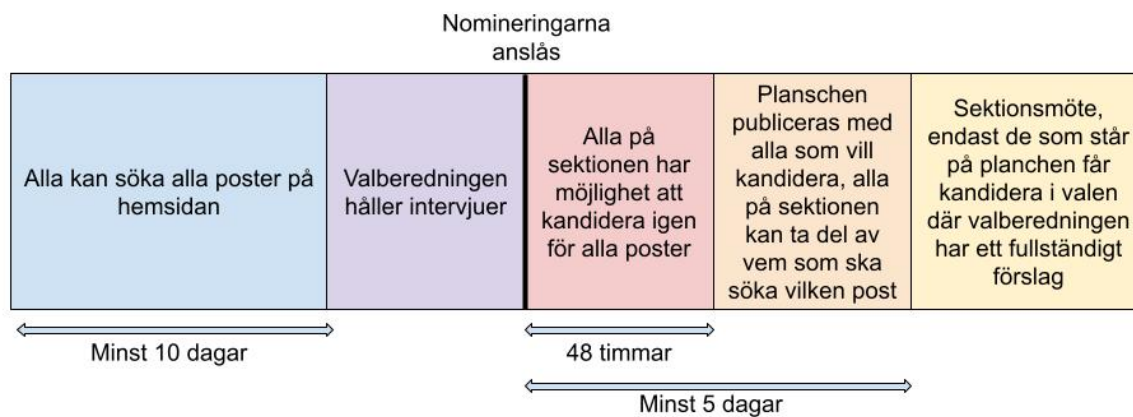 Nomineringarna
anslås
Alla kan söka alla poster på
hemsidan
Valberedningen
håller intervjuer
Alla på
sektionen har
möjlighet att
kandidera igen
för alla poster
Planschen
publiceras med
alla som vill
kandidera, alla
på sektionen
kan ta del av
vem som ska
söka vilken post
Sektionsmöte,
endast de som står
på planchen får
kandidera i valen
där valberedningen
har ett fullständigt
förslag
Minst 10 dagar
48 timmar
Minst 5 dagar